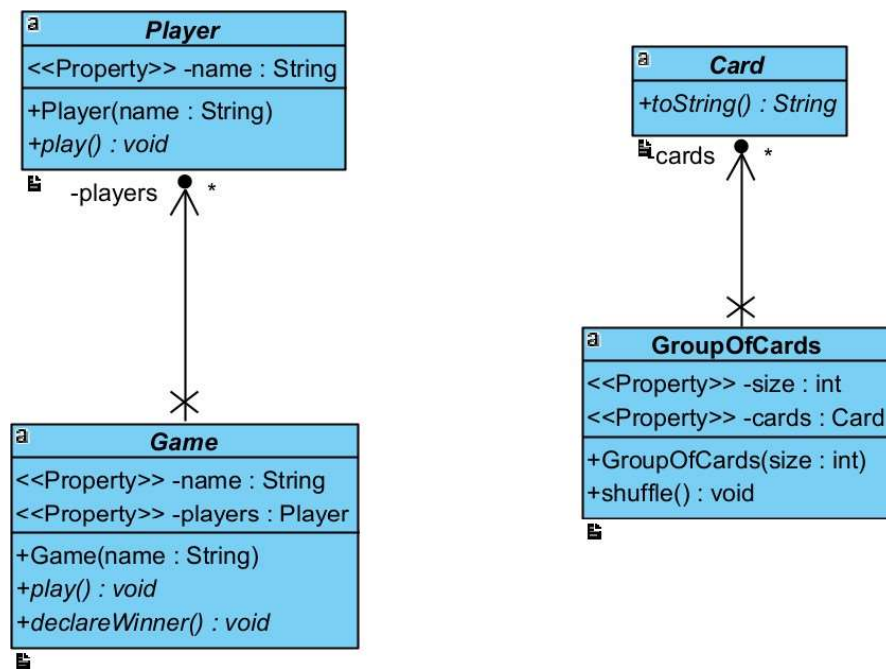 a
Player
<<Property>> -name : String
+Player(name : String)
+play() : void
-players
*
a
Card
+toString() : String
-cards
*
a
GroupOfCards
<<Property>> -size : int
<<Property>> -cards : Card
+GroupOfCards(size : int)
+shuffle() : void
a
Game
<<Property>> -name : String
<<Property>> -players : Player
+Game(name : String)
+play() : void
+declareWinner() : void